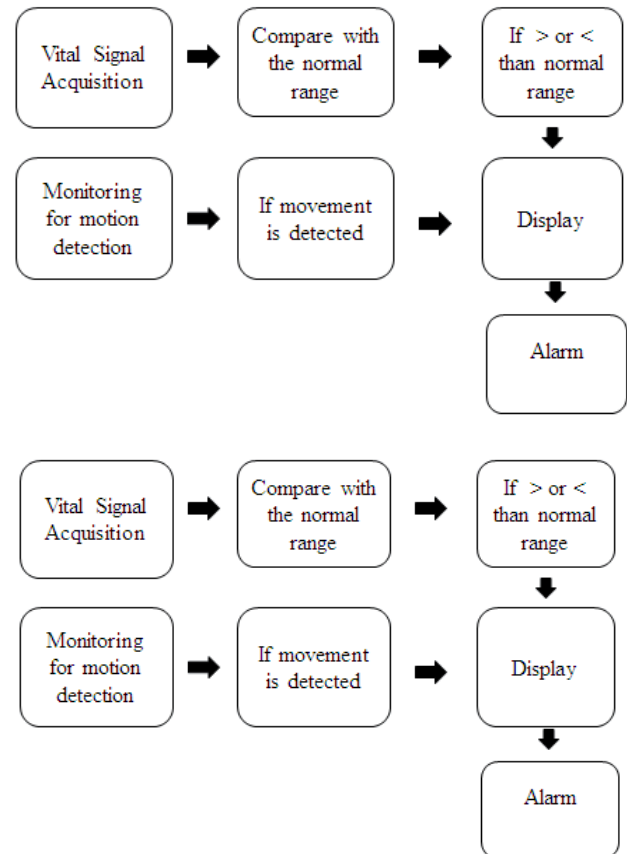 Vital Signal
Acquisition
Compare with
the normal
range
If > or <
than normal
range
Monitoring
for motion
detection
If movement
is detected
Display
Alarm
Vital Signal
Acquisition
Compare with
the normal
range
If > or <
than normal
range
Monitoring
for motion
detection
If movement
is detected
Display
Alarm